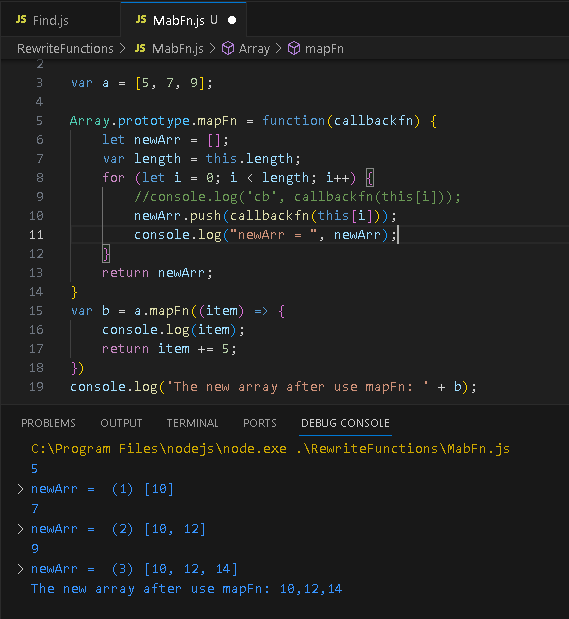 JS Find.js JS MabFn.js U
RewriteFunctions > JS MabFn.js > Array > mapFn
2
3 var a = [5, 7, 9];
4
5 Array.prototype.mapFn = function(callbackfn) {
6 let newArr = [];
7 var length = this.length;
8 for (let i = 0; i < length; i++) {
9 //console.log('cb', callbackfn(this[i]));
10 newArr.push(callbackfn(this[i]));
11 console.log("newArr = ", newArr);
12 }
13 return newArr;
14 }
15 var b = a.mapFn((item) => {
16 console.log(item);
17 return item += 5;
18 })
19 console.log('The new array after use mapFn: ' + b);
PROBLEMS OUTPUT TERMINAL PORTS DEBUG CONSOLE
C:\Program Files\nodejs\node.exe .\RewriteFunctions\MabFn.js
5
> newArr =  (1) [10]
7
> newArr =  (2) [10, 12]
9
> newArr =  (3) [10, 12, 14]
The new array after use mapFn: 10,12,14